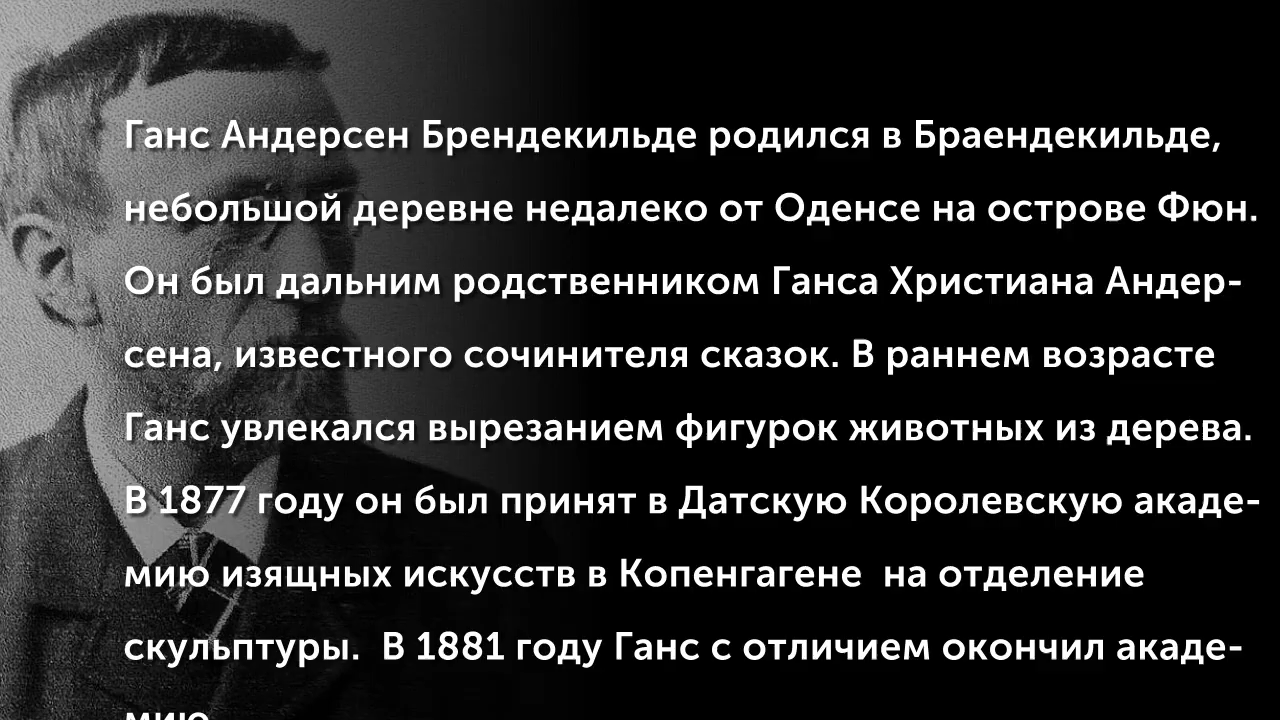 Ганс Андерсен Брендекильде родился в Браендекильде,
небольшой деревне недалеко от Оденсе на острове Фюн.
Он был дальним родственником Ганса Христиана Андер-
сена, известного сочинителя сказок. В раннем возрасте
Ганс увлекался вырезанием фигурок животных из дерева.
В 1877 году он был принят в Датскую Королевскую акаде-
мию изящных искусств в Копенгагене  на отделение
скульптуры.  В 1881 году Ганс с отличием окончил акаде-
мию